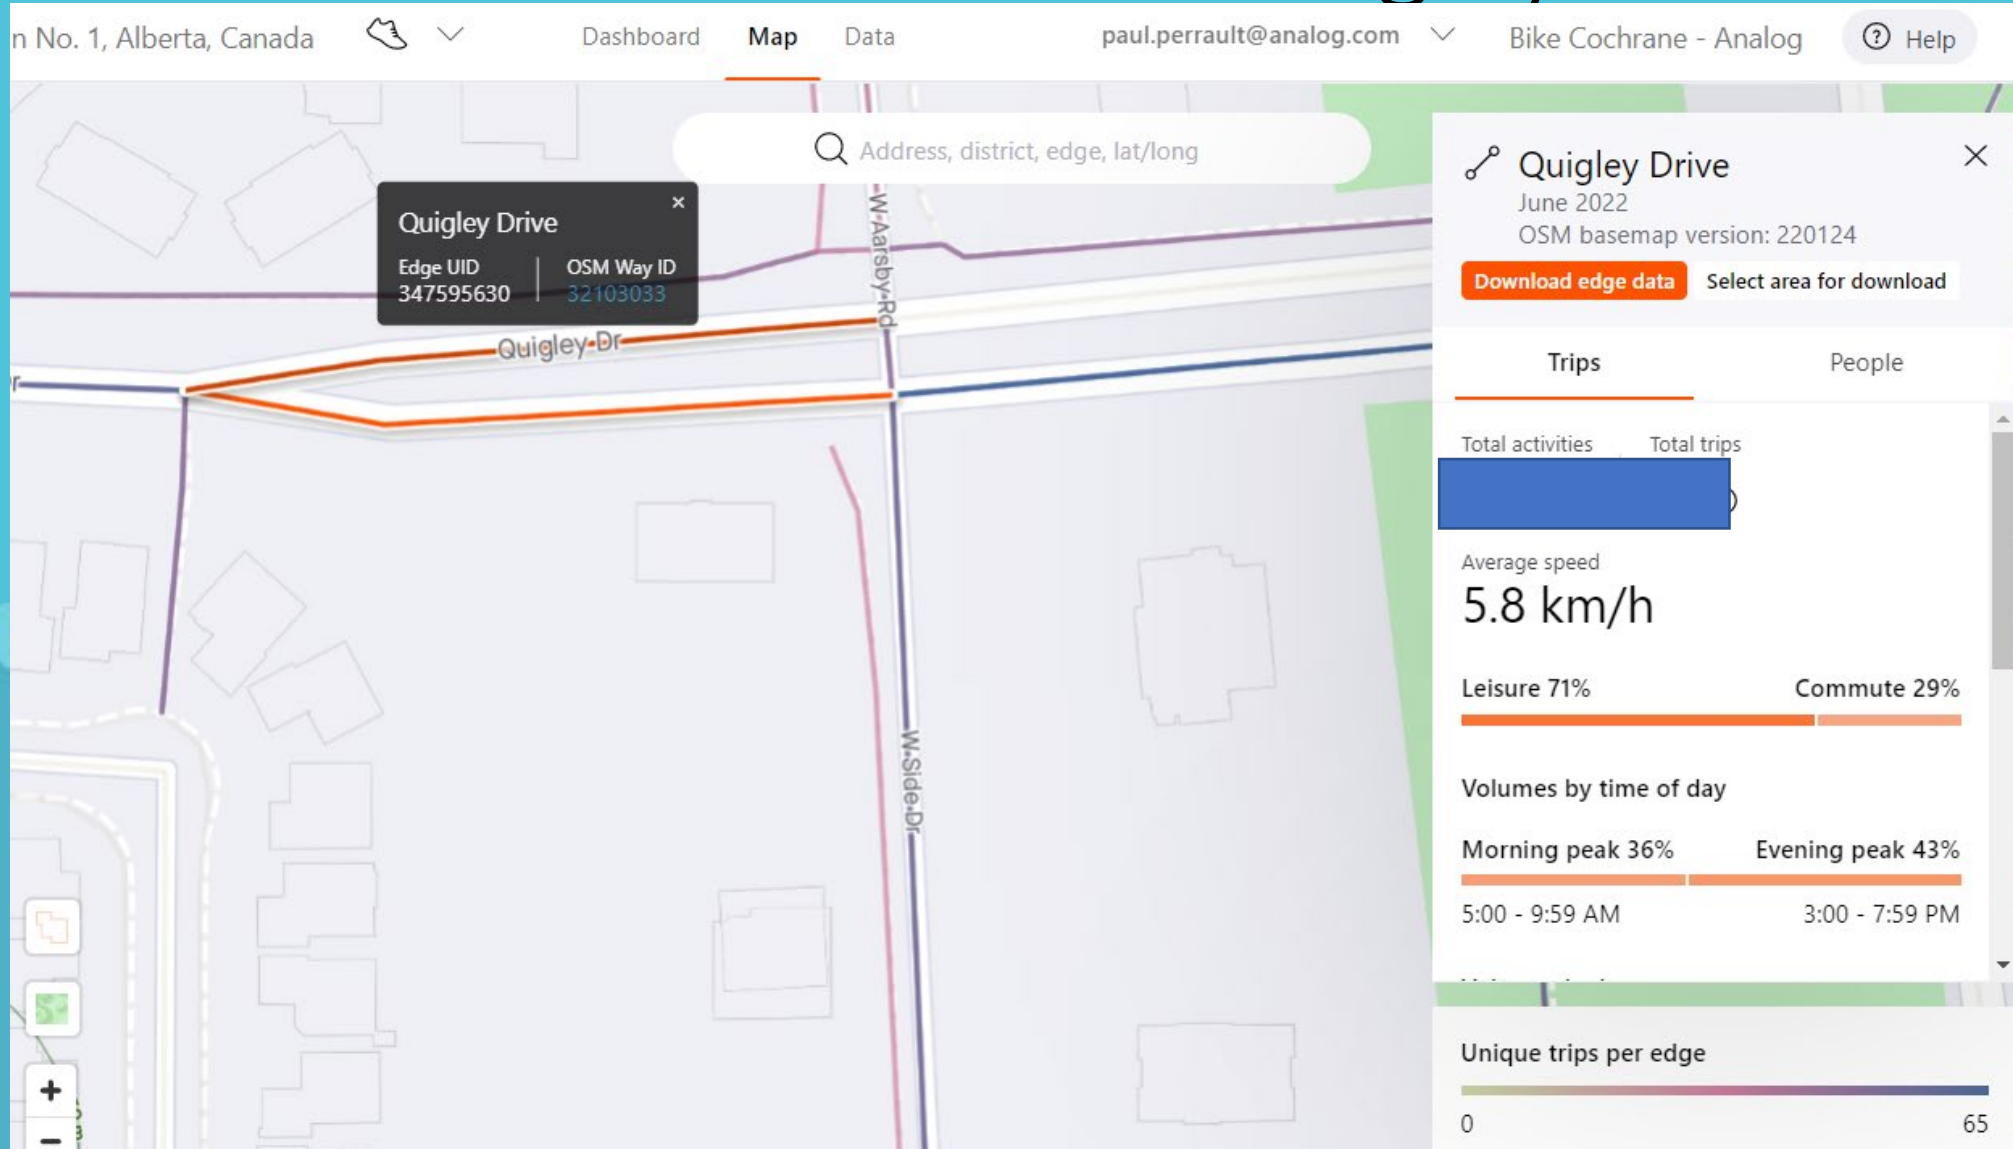 n No. 1, Alberta, Canada
Dashboard Map Data
paul.perrault@analog.com
Bike Cochrane - Analog
? Help
Address, district, edge, lat/long
Quigley Drive ×
Edge UID OSM Way ID
347595630 32103033
Quigley Dr
W Aarsby Rd
W Side Dr
Quigley Drive
June 2022
OSM basemap version: 220124
Download edge data Select area for download
Trips People
Total activities Total trips
Average speed
5.8 km/h
Leisure 71% Commute 29%
Volumes by time of day
Morning peak 36% Evening peak 43%
5:00 - 9:59 AM 3:00 - 7:59 PM
Unique trips per edge
0 65
+
−